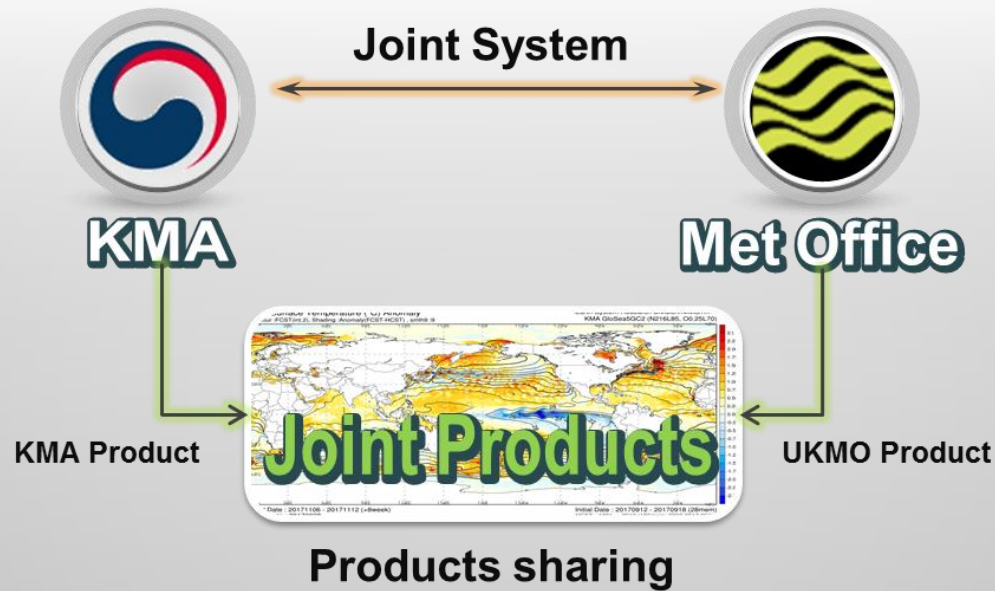 Joint System
KMA
Met Office
Surface Temperature (°C) Anomaly
KMA GloSea5GC2 (N216L85, O0.25L70)
Joint Products
KMA Product
UKMO Product
Date : 20171106 - 20171112 (+8week)
Initial Date : 20170912 - 20170918 (28mem)
Products sharing